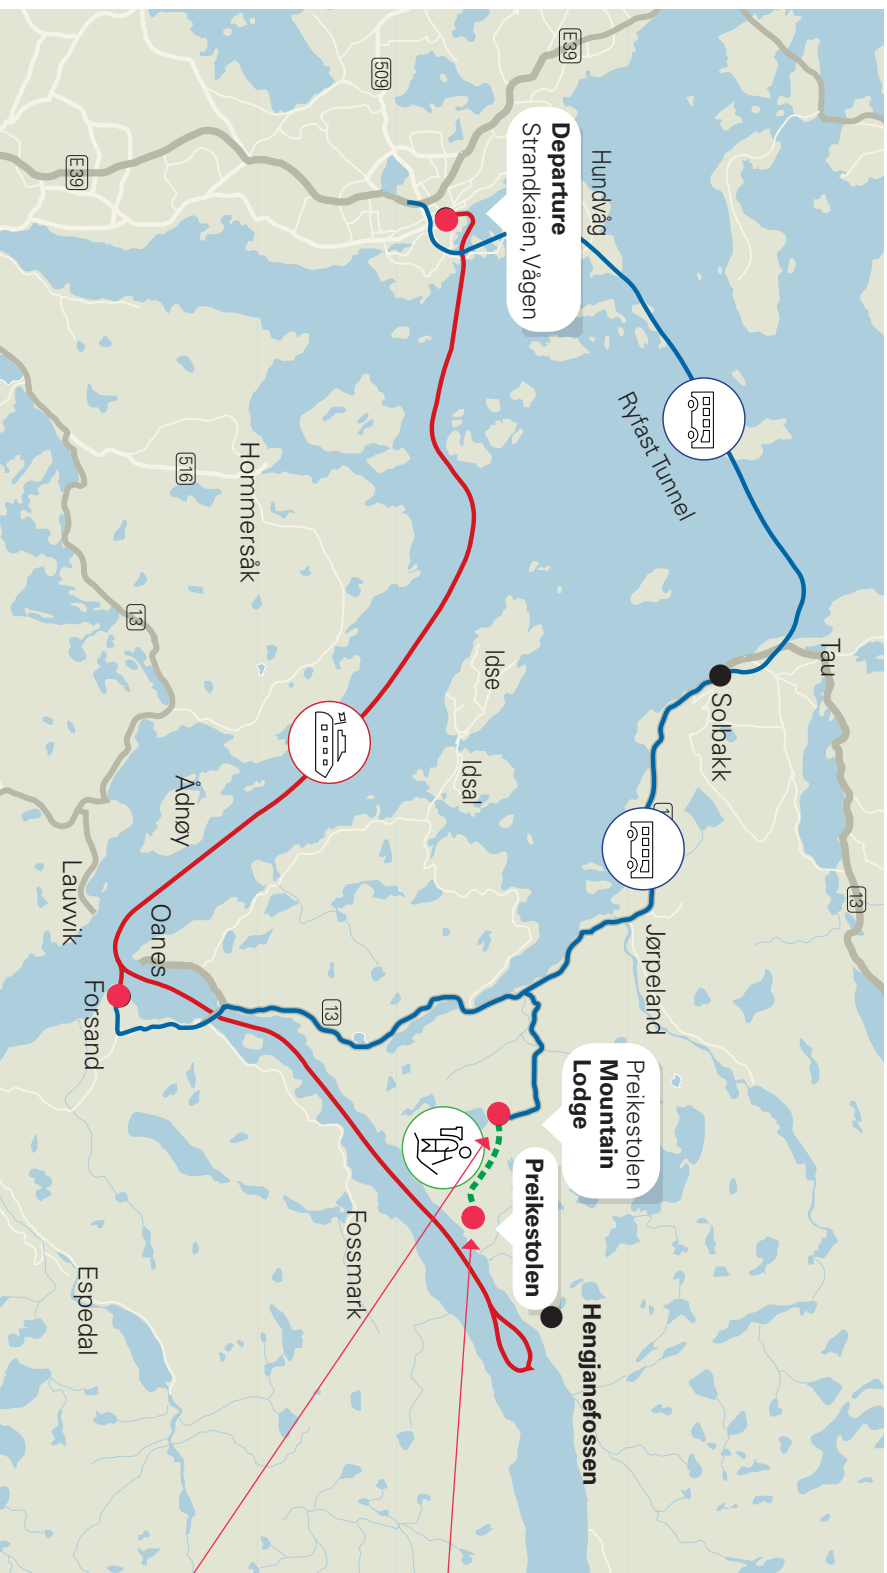 13
Tau
Solbakk
Jørpeland
Ryfast Tunnel
Preikestolen
Mountain
Lodge
Hundvåg
Hengjanefossen
E39
Departure
Strandkaien, Vågen
Preikestolen
Idse
Idsal
509
Fossmark
13
Hommersåk
516
Ådnøy
Oanes
13
Forsand
Espedal
E39
Lauvvik